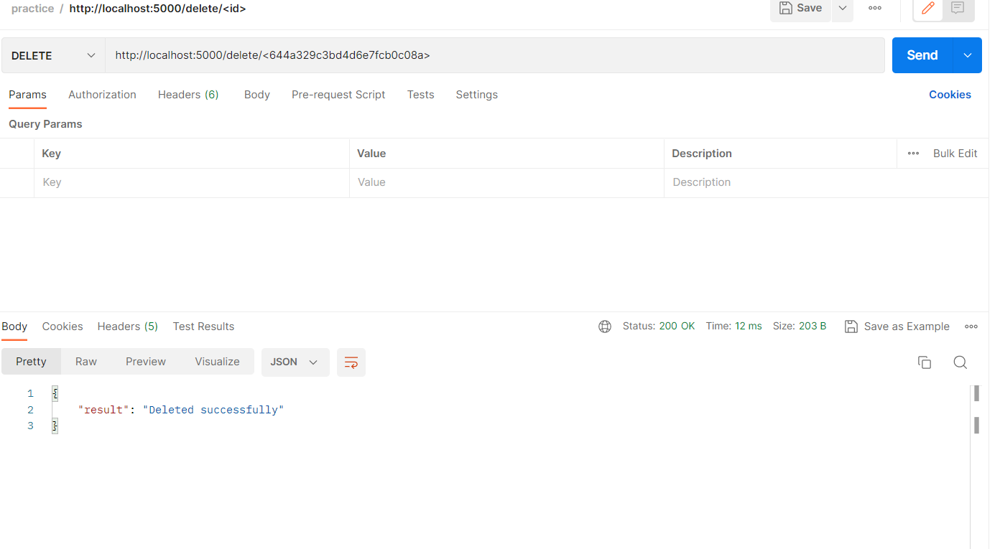 practice / http://localhost:5000/delete/<id>
Save
DELETE
http://localhost:5000/delete/<644a329c3bd4d6e7fcb0c08a>
Send
Params Authorization Headers (6) Body Pre-request Script Tests Settings Cookies
Query Params
Key Value Description Bulk Edit
Key Value Description
Body Cookies Headers (5) Test Results Status: 200 OK Time: 12 ms Size: 203 B Save as Example
Pretty Raw Preview Visualize JSON
1 {
2 "result": "Deleted successfully"
3 }